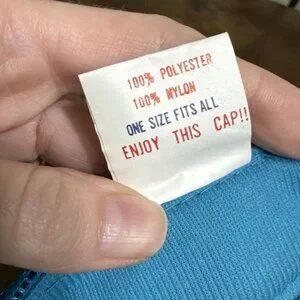 100% POLYESTER
100% NYLON
ONE SIZE FITS ALL
ENJOY THIS CAP!!